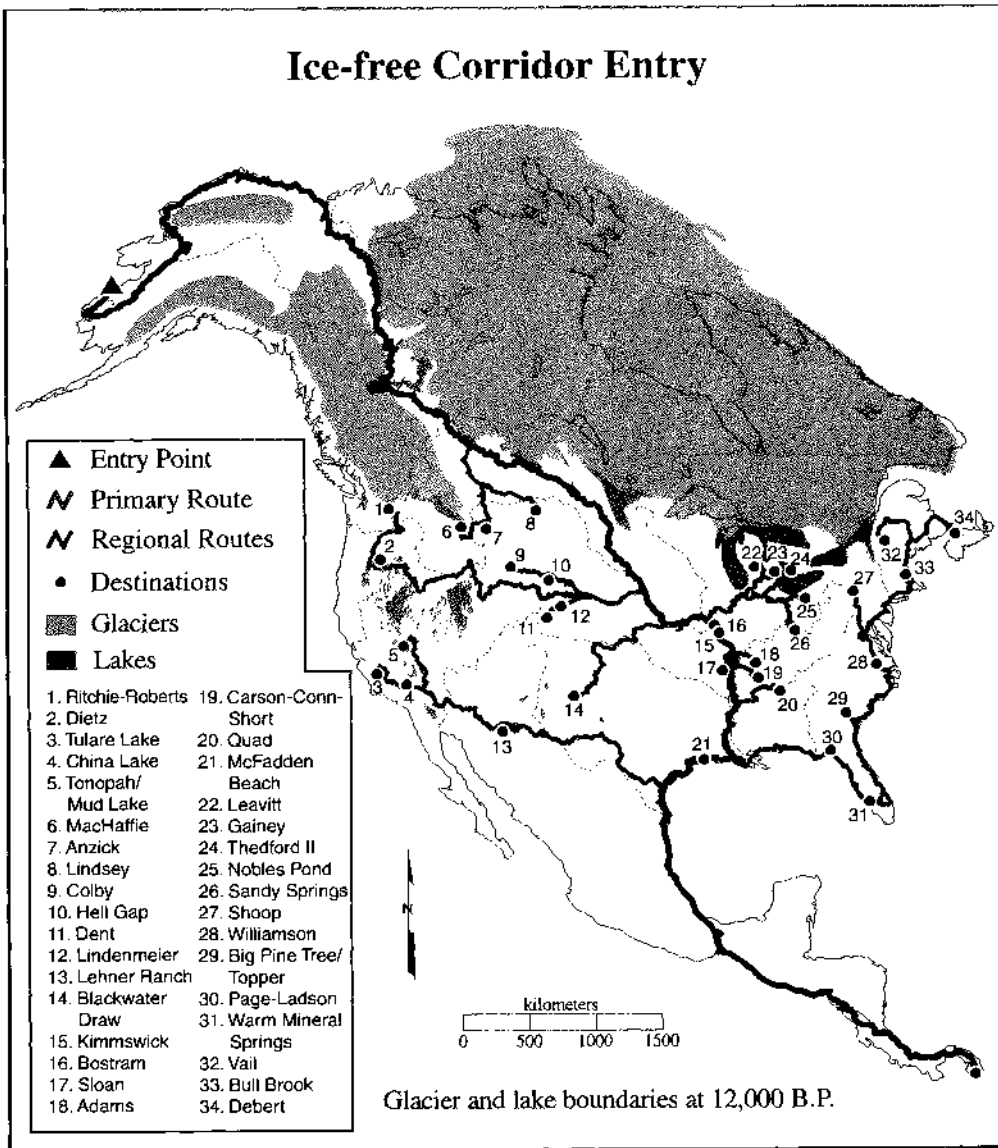 Ice-free Corridor Entry
Entry Point
Primary Route
Regional Routes
Destinations
Glaciers
Lakes
1. Ritchie-Roberts
2. Dietz
3. Tulare Lake
4. China Lake
5. Tonopah/
Mud Lake
6. MacHaffie
7. Anzick
8. Lindsey
9. Colby
10. Hell Gap
11. Dent
12. Lindenmeier
13. Lehner Ranch
14. Blackwater
Draw
15. Kimmswick
16. Bostram
17. Sloan
18. Adams
19. Carson-Conn-
Short
20. Quad
21. McFadden
Beach
22. Leavitt
23. Gainey
24. Thedford II
25. Nobles Pond
26. Sandy Springs
27. Shoop
28. Williamson
29. Big Pine Tree/
Topper
30. Page-Ladson
31. Warm Mineral
Springs
32. Vail
33. Bull Brook
34. Debert
1
2
3
4
5
6
7
8
9
10
11
12
13
14
15
16
17
18
19
20
21
22
23
24
25
26
27
28
29
30
31
32
33
34
N
kilometers
0 500 1000 1500
Glacier and lake boundaries at 12,000 B.P.